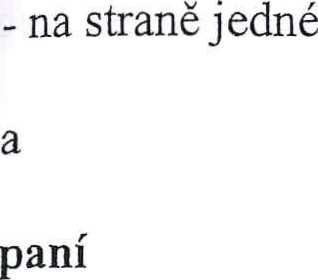 - na straně jedné
a
paní